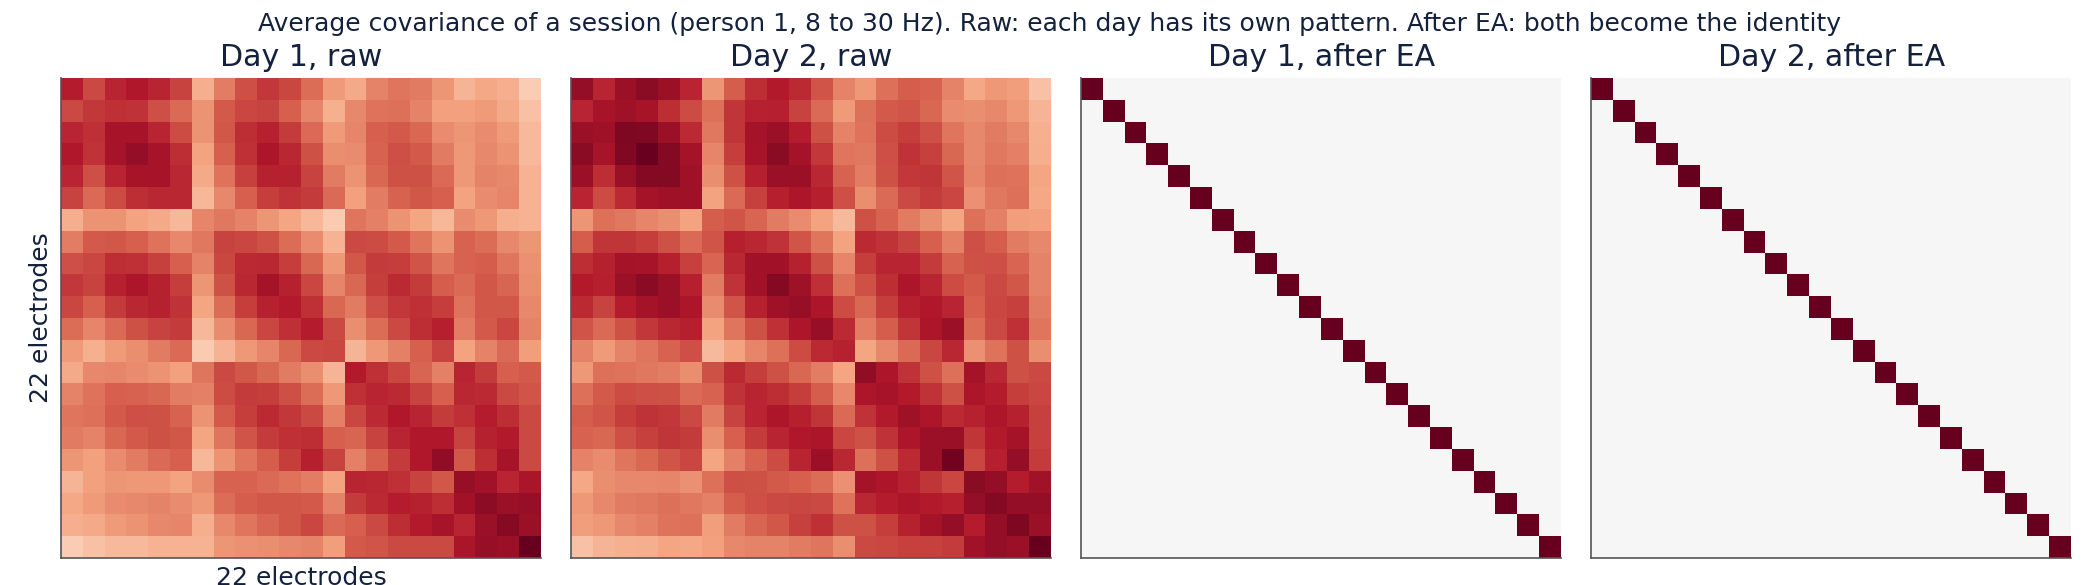 Average covariance of a session (person 1, 8 to 30 Hz). Raw: each day has its own pattern. After EA: both become the identity
Day 1, raw
Day 2, raw
Day 1, after EA
Day 2, after EA
22 electrodes
22 electrodes